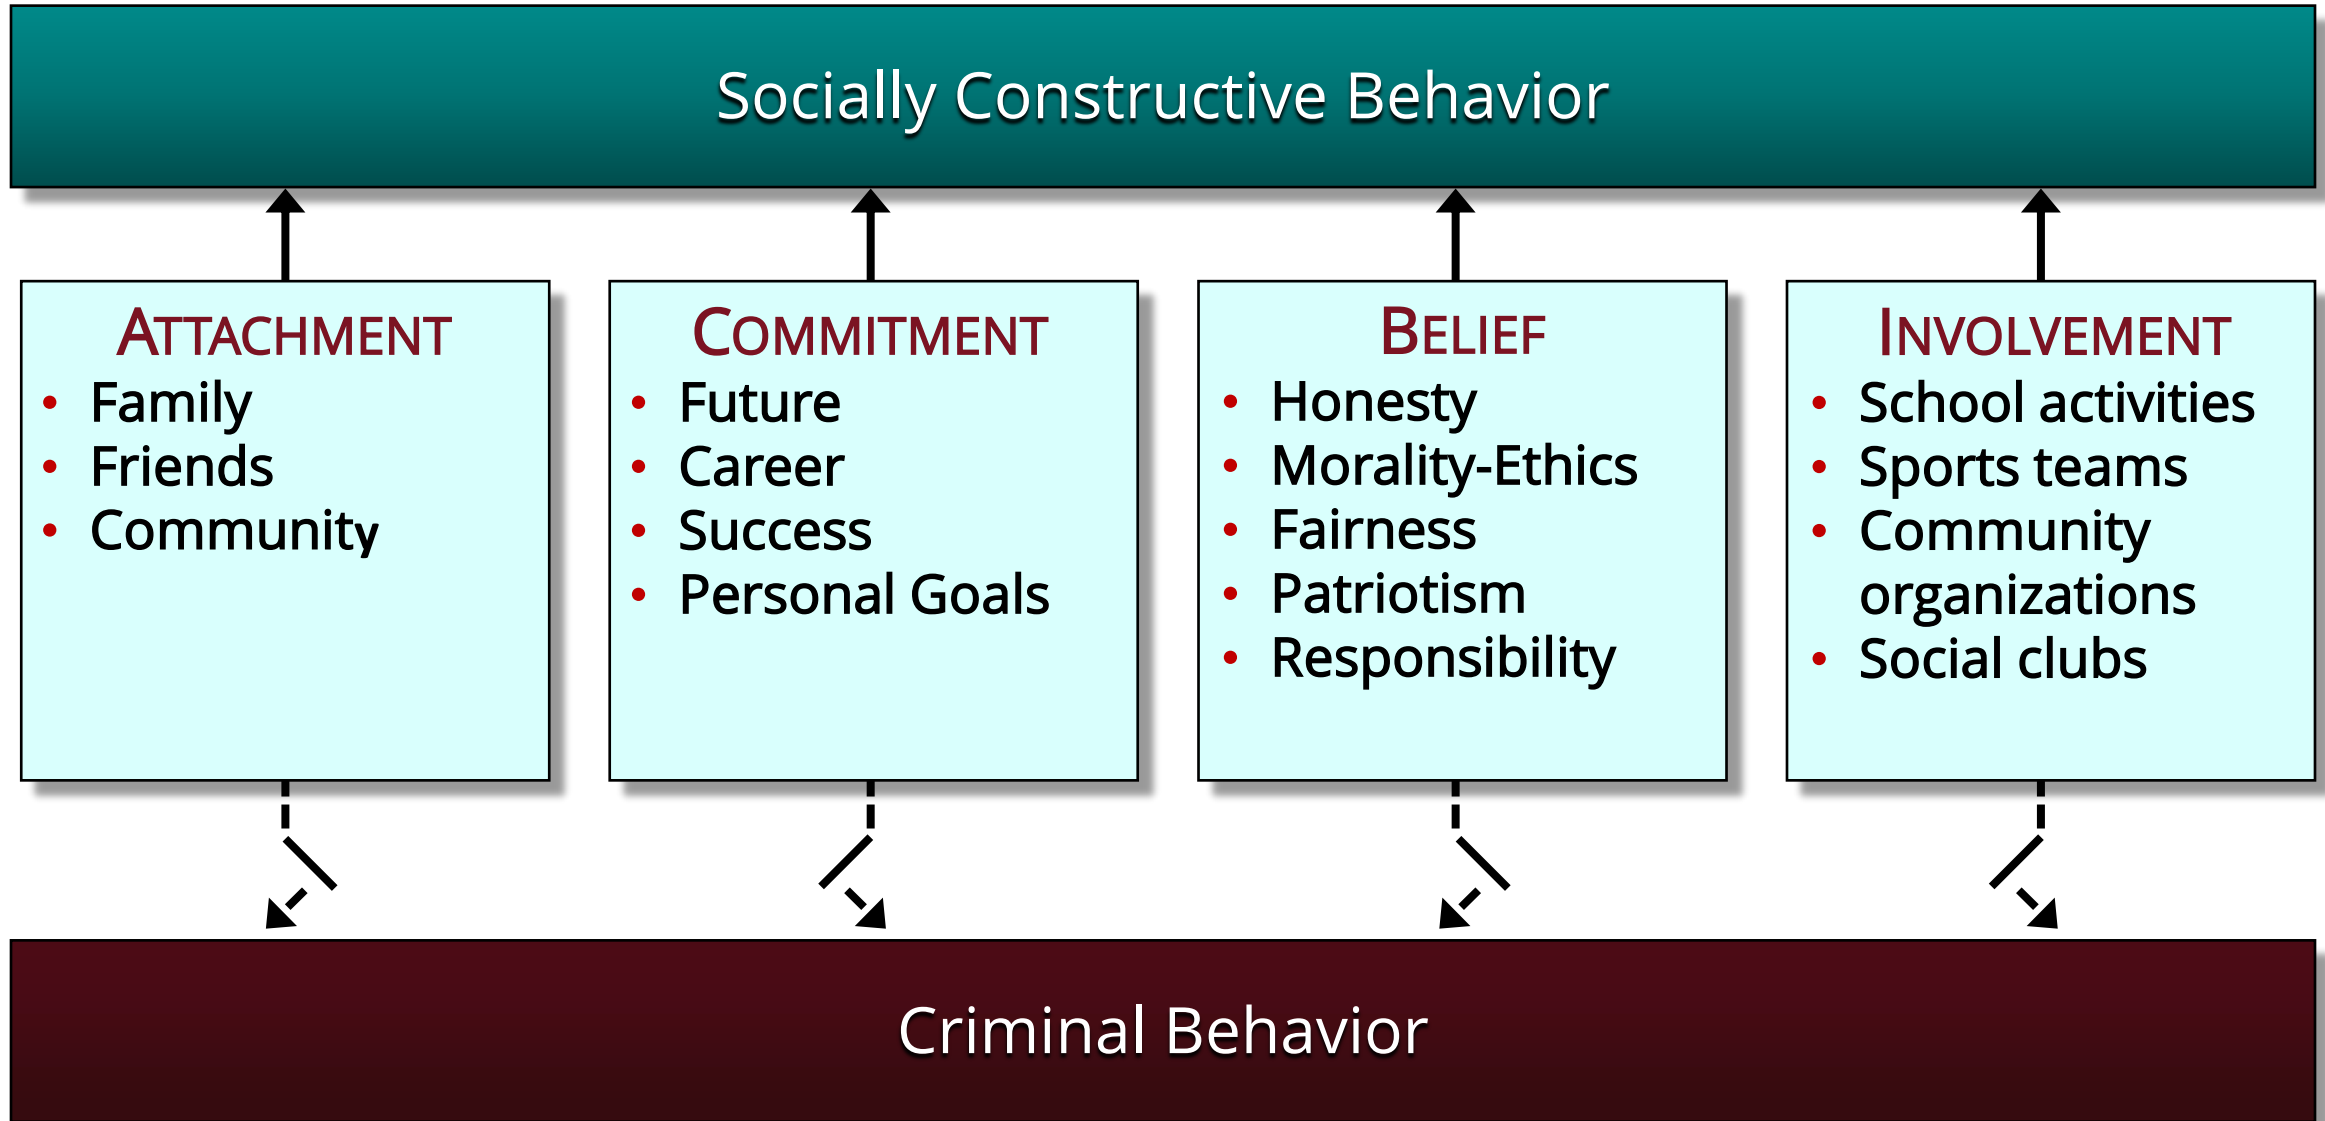 Socially Constructive Behavior
ATTACHMENT
• Family
• Friends
• Community
COMMITMENT
• Future
• Career
• Success
• Personal Goals
BELIEF
• Honesty
• Morality-Ethics
• Fairness
• Patriotism
• Responsibility
INVOLVEMENT
• School activities
• Sports teams
• Community
organizations
• Social clubs
Criminal Behavior